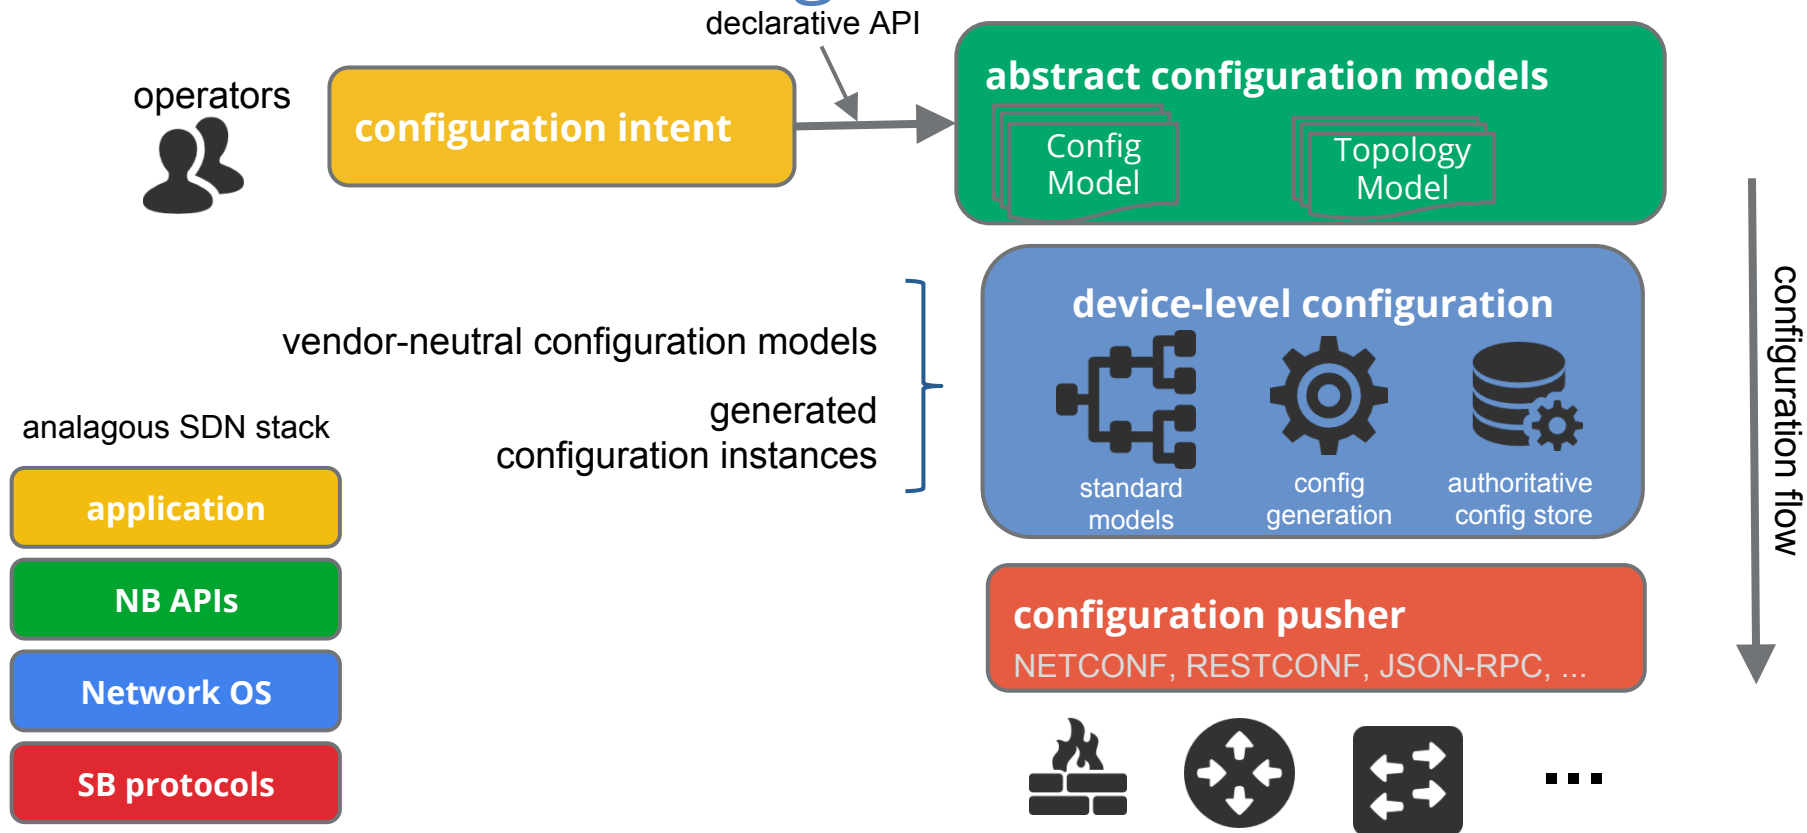 declarative API
operators
configuration intent
abstract configuration models
Config
Model
Topology
Model
vendor-neutral configuration models
generated
configuration instances
device-level configuration
standard
models
config
generation
authoritative
config store
configuration flow
analagous SDN stack
application
NB APIs
Network OS
SB protocols
configuration pusher
NETCONF, RESTCONF, JSON-RPC, ...
...